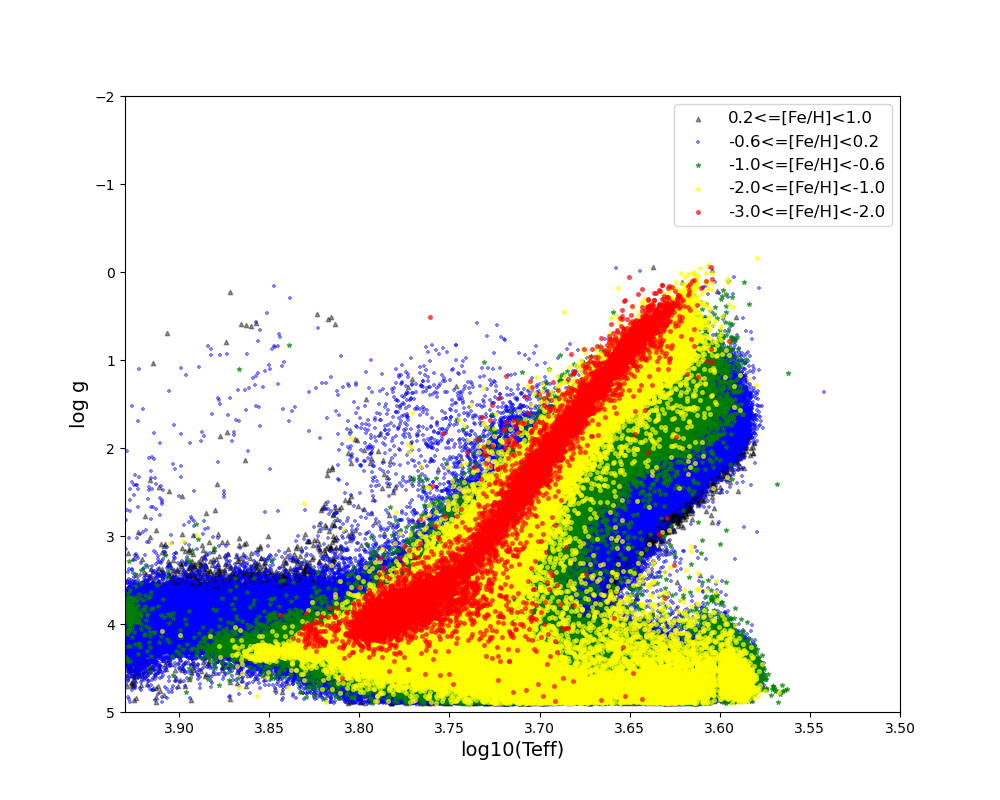 −2
−1
0
1
2
3
4
5
log g
3.90 3.85 3.80 3.75 3.70 3.65 3.60 3.55 3.50
log10(Teff)
0.2<=[Fe/H]<1.0
-0.6<=[Fe/H]<0.2
-1.0<=[Fe/H]<-0.6
-2.0<=[Fe/H]<-1.0
-3.0<=[Fe/H]<-2.0